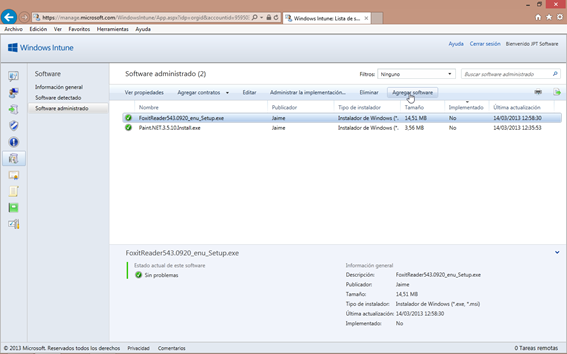 https://manage.microsoft.com/WindowsIntune/App.aspx?dp=orgid&accountid=95950
Windows Intune: Lista de s...
Archivo Edición Ver Favoritos Herramientas Ayuda
Windows Intune
Ayuda Cerrar sesión Bienvenido JPT Software
Software
Información general
Software detectado
Software administrado
Software administrado (2)
Filtros: Ninguno
Buscar software administrado
Ver propiedades Agregar contratos Editar Administrar la implementación... Eliminar Agregar software
Nombre Publicador Tipo de instalador Tamaño Implementado Última actualización
FoxitReader543.0920_enu_Setup.exe Jaime Instalador de Windows (*. 14,51 MB No 14/03/2013 12:58:30
Paint.NET.3.5.10.Install.exe Jaime Instalador de Windows (*. 3,56 MB No 14/03/2013 12:35:53
FoxitReader543.0920_enu_Setup.exe
Estado actual de este software
Sin problemas
Información general
Descripción: FoxitReader543.0920_enu_Setup.exe
Publicador: Jaime
Tamaño: 14,51 MB
Tipo de instalador: Instalador de Windows (*.exe, *.msi)
Última actualización: 14/03/2013 12:58:30
Implementado: No
© 2013 Microsoft. Reservados todos los derechos Privacidad Comentarios
0 Tareas remotas